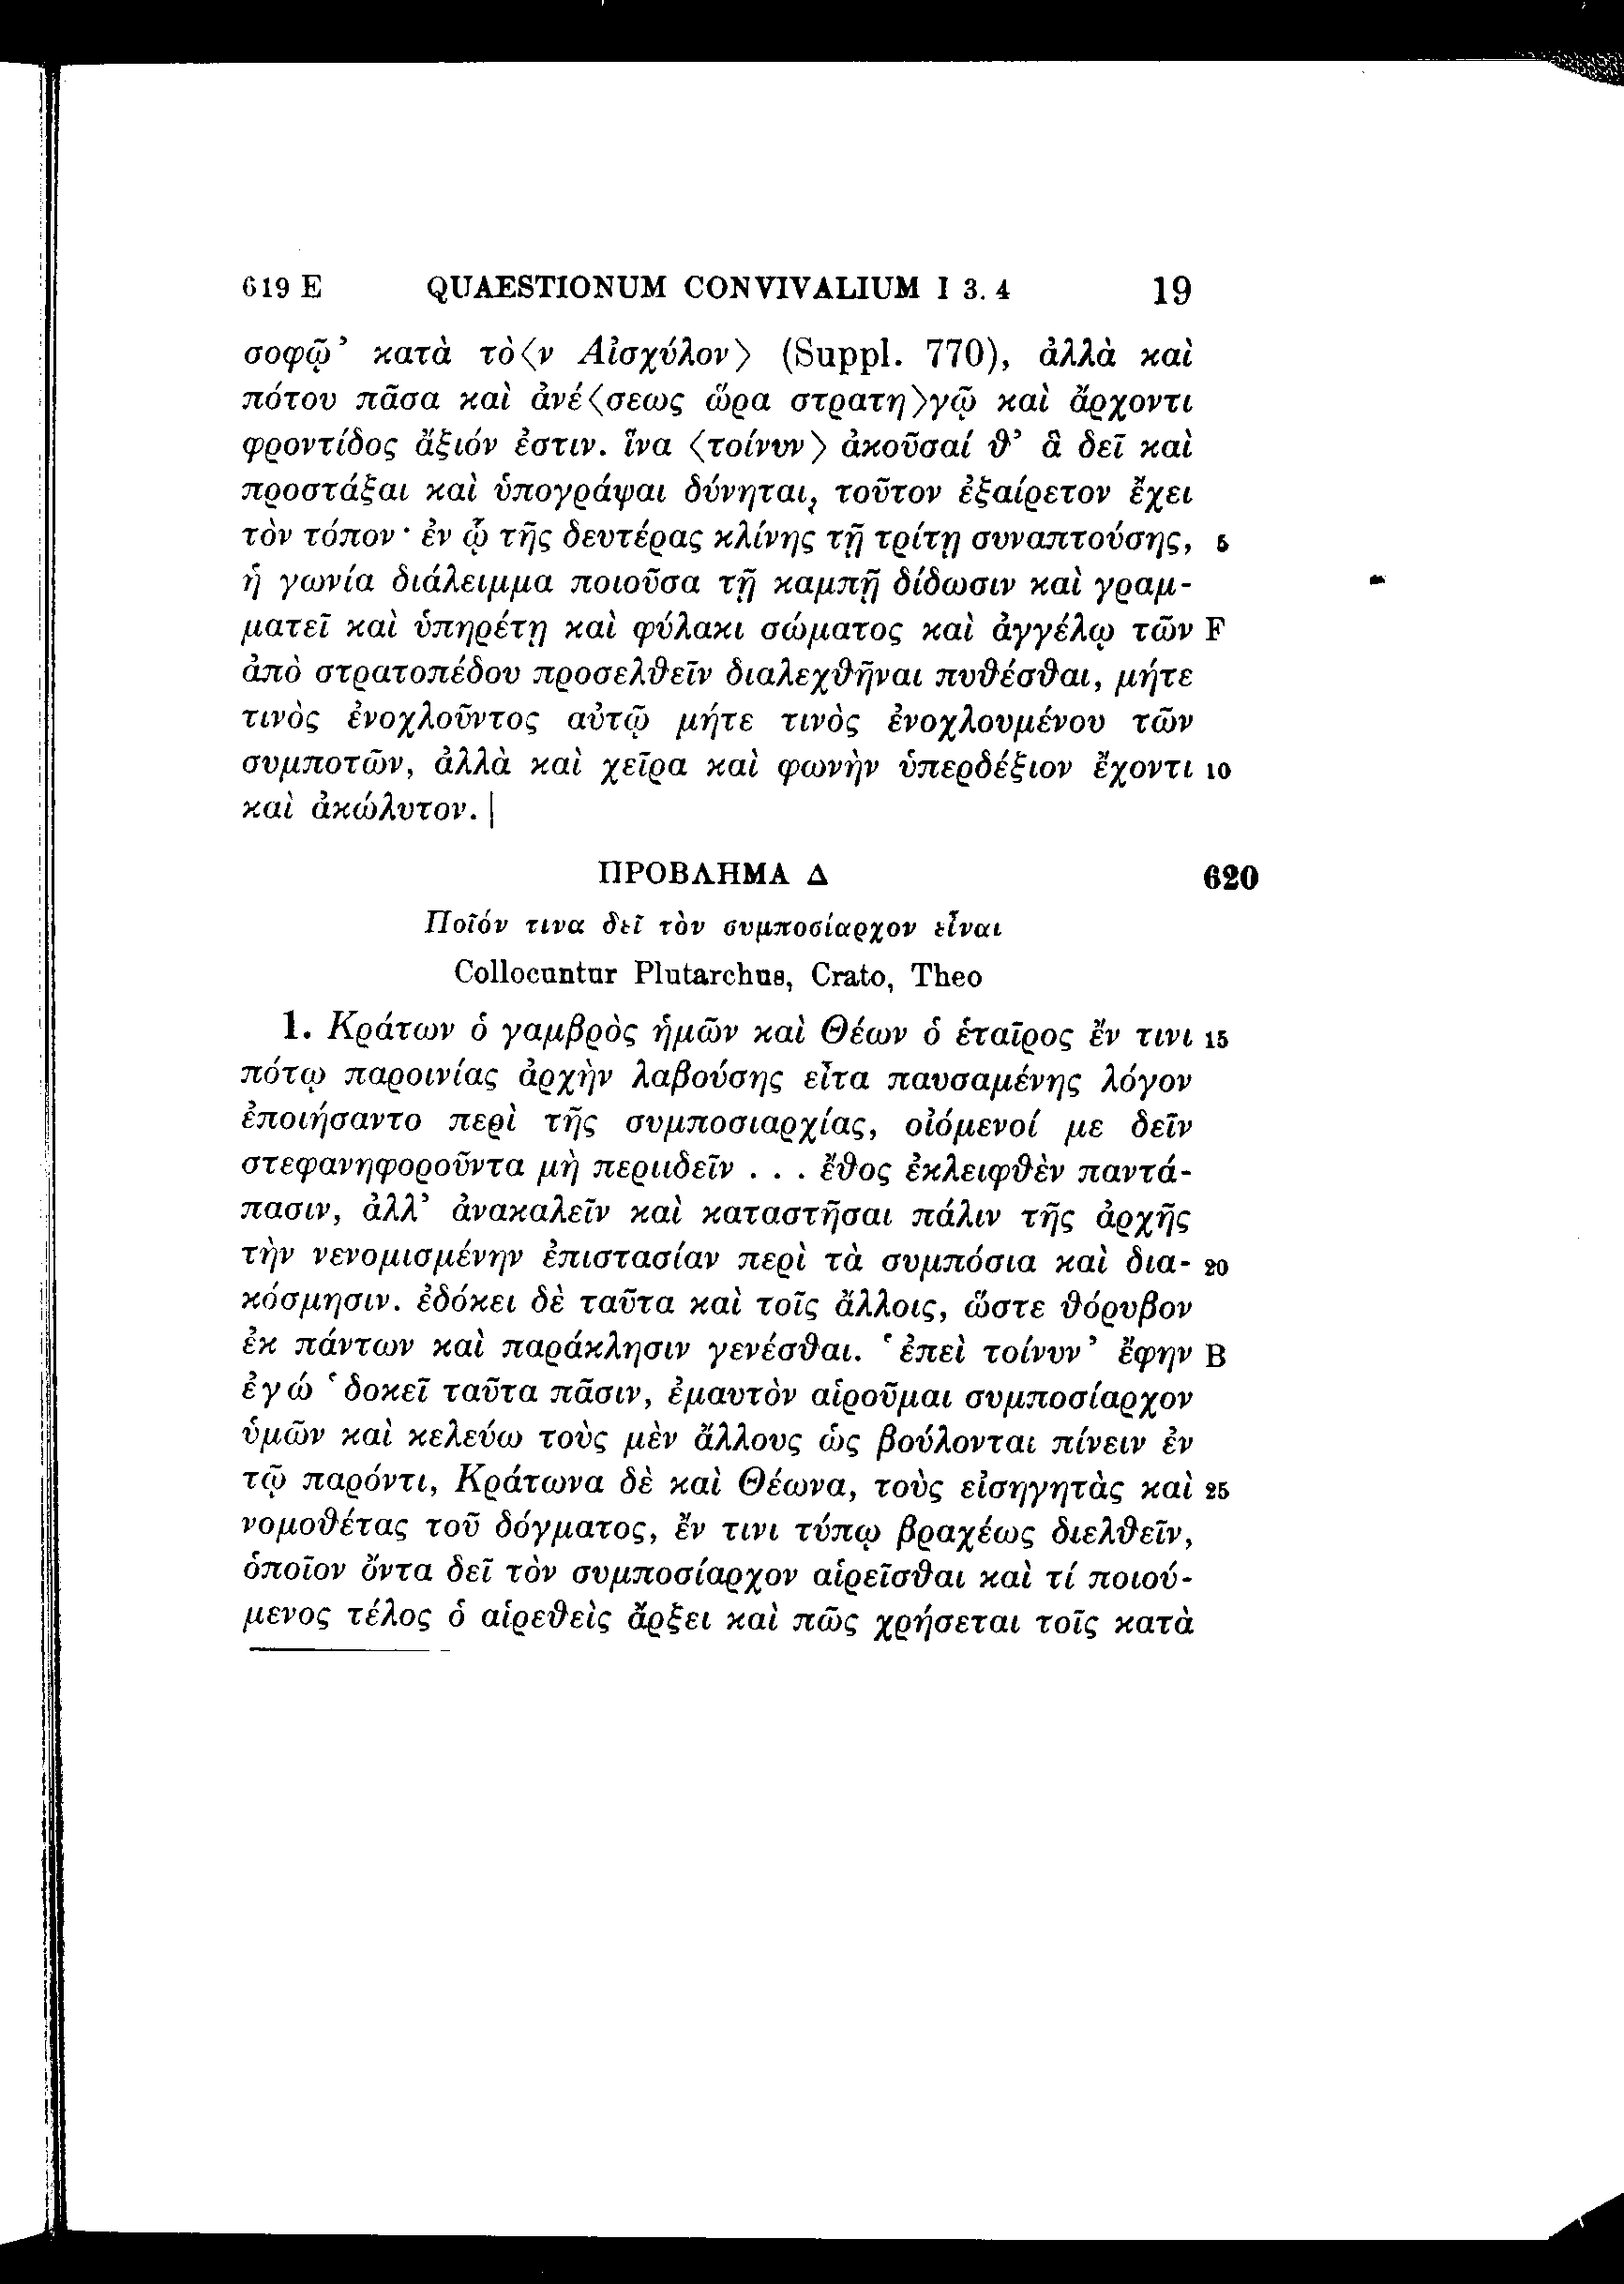 619 E QUAESTIONUM CONVIVALIUM I 3. 4 19
σοφῷ’ κατὰ τὸ⟨ν Αἰσχύλον⟩ (Suppl. 770), ἀλλὰ καὶ
πότου πᾶσα καὶ ἀνέ⟨σεως ὥρα στρατη⟩γῷ καὶ ἄρχοντι
φροντίδος ἄξιόν ἐστιν. ἵνα ⟨τοίνυν⟩ ἀκοῦσαί θ’ ἃ δεῖ καὶ
προστάξαι καὶ ὑπογράψαι δύνηται, τοῦτον ἐξαίρετον ἔχει
τὸν τόπον· ἐν ᾧ τῆς δευτέρας κλίνης τῇ τρίτῃ συναπτούσης, 5
ἡ γωνία διάλειμμα ποιοῦσα τῇ καμπῇ δίδωσιν καὶ γραμ-
ματεῖ καὶ ὑπηρέτῃ καὶ φύλακι σώματος καὶ ἀγγέλῳ τῶν F
ἀπὸ στρατοπέδου προσελθεῖν διαλεχθῆναι πυθέσθαι, μήτε
τινὸς ἐνοχλοῦντος αὐτῷ μήτε τινὸς ἐνοχλουμένου τῶν
συμποτῶν, ἀλλὰ καὶ χεῖρα καὶ φωνὴν ὑπερδέξιον ἔχοντι 10
καὶ ἀκώλυτον. |
ΠΡΟΒΛΗΜΑ Δ 620
Ποῖόν τινα δεῖ τὸν συμποσίαρχον εἶναι
Collocuntur Plutarchus, Crato, Theo
1. Κράτων ὁ γαμβρὸς ἡμῶν καὶ Θέων ὁ ἑταῖρος ἔν τινι 15
πότῳ παροινίας ἀρχὴν λαβούσης εἶτα παυσαμένης λόγον
ἐποιήσαντο περὶ τῆς συμποσιαρχίας, οἰόμενοί με δεῖν
στεφανηφοροῦντα μὴ περιιδεῖν . . . ἔθος ἐκλειφθὲν παντά-
πασιν, ἀλλ’ ἀνακαλεῖν καὶ καταστῆσαι πάλιν τῆς ἀρχῆς
τὴν νενομισμένην ἐπιστασίαν περὶ τὰ συμπόσια καὶ δια- 20
κόσμησιν. ἐδόκει δὲ ταῦτα καὶ τοῖς ἄλλοις, ὥστε θόρυβον
ἐκ πάντων καὶ παράκλησιν γενέσθαι. ‘ἐπεὶ τοίνυν’ ἔφην B
ἐγώ ‘δοκεῖ ταῦτα πᾶσιν, ἐμαυτὸν αἱροῦμαι συμποσίαρχον
ὑμῶν καὶ κελεύω τοὺς μὲν ἄλλους ὡς βούλονται πίνειν ἐν
τῷ παρόντι, Κράτωνα δὲ καὶ Θέωνα, τοὺς εἰσηγητὰς καὶ 25
νομοθέτας τοῦ δόγματος, ἔν τινι τύπῳ βραχέως διελθεῖν,
ὁποῖον ὄντα δεῖ τὸν συμποσίαρχον αἱρεῖσθαι καὶ τί ποιού-
μενος τέλος ὁ αἱρεθεὶς ἄρξει καὶ πῶς χρήσεται τοῖς κατὰ